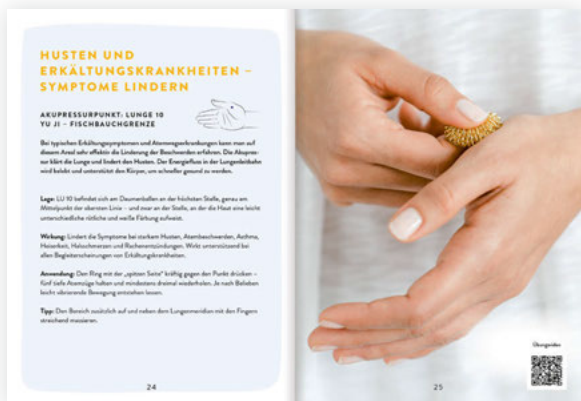 HUSTEN UND
ERKÄLTUNGSKRANKHEITEN –
SYMPTOME LINDERN
AKUPRESSURPUNKT: LUNGE 10
YU JI – FISCHBAUCHGRENZE
Bei typischen Erkältungssymptomen und Atemwegserkrankungen kann man auf
diesem Areal sehr effektiv die Linderung der Beschwerden erfahren. Die Akupres-
sur klärt die Lunge und lindert den Husten. Der Energiefluss in der Lungenleitbahn
wird belebt und unterstützt den Körper, um schneller gesund zu werden.
Lage: LU 10 befindet sich am Daumenballen an der höchsten Stelle, genau am
Mittelpunkt der obersten Linie – und zwar an der Stelle, an der die Haut eine leicht
unterschiedliche rötliche und weiße Färbung aufweist.
Wirkung: Lindert die Symptome bei starkem Husten, Atembeschwerden, Asthma,
Heiserkeit, Halsschmerzen und Rachenentzündungen. Wirkt unterstützend bei
allen Begleiterscheinungen von Erkältungskrankheiten.
Anwendung: Den Ring mit der „spitzen Seite“ kräftig gegen den Punkt drücken –
fünf tiefe Atemzüge halten und mindestens dreimal wiederholen. Je nach Belieben
leicht vibrierende Bewegung entstehen lassen.
Tipp: Den Bereich zusätzlich auf und neben dem Lungenmeridian mit den Fingern
streichend massieren.
24
Übungsvideo
25